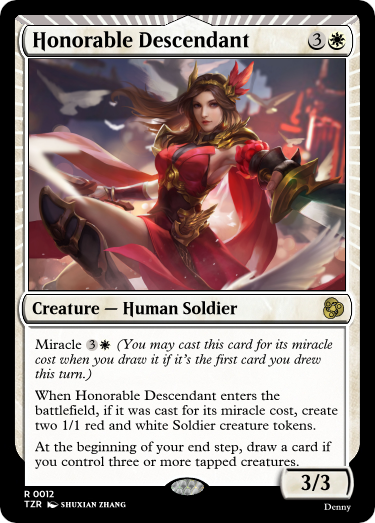 Honorable Descendant 3
Creature — Human Soldier
Miracle 3 (You may cast this card for its miracle
cost when you draw it if it's the first card you drew
this turn.)
When Honorable Descendant enters the
battlefield, if it was cast for its miracle cost, create
two 1/1 red and white Soldier creature tokens.
At the beginning of your end step, draw a card if
you control three or more tapped creatures.
3/3
R 0012
TZR SHUXIAN ZHANG
Denny